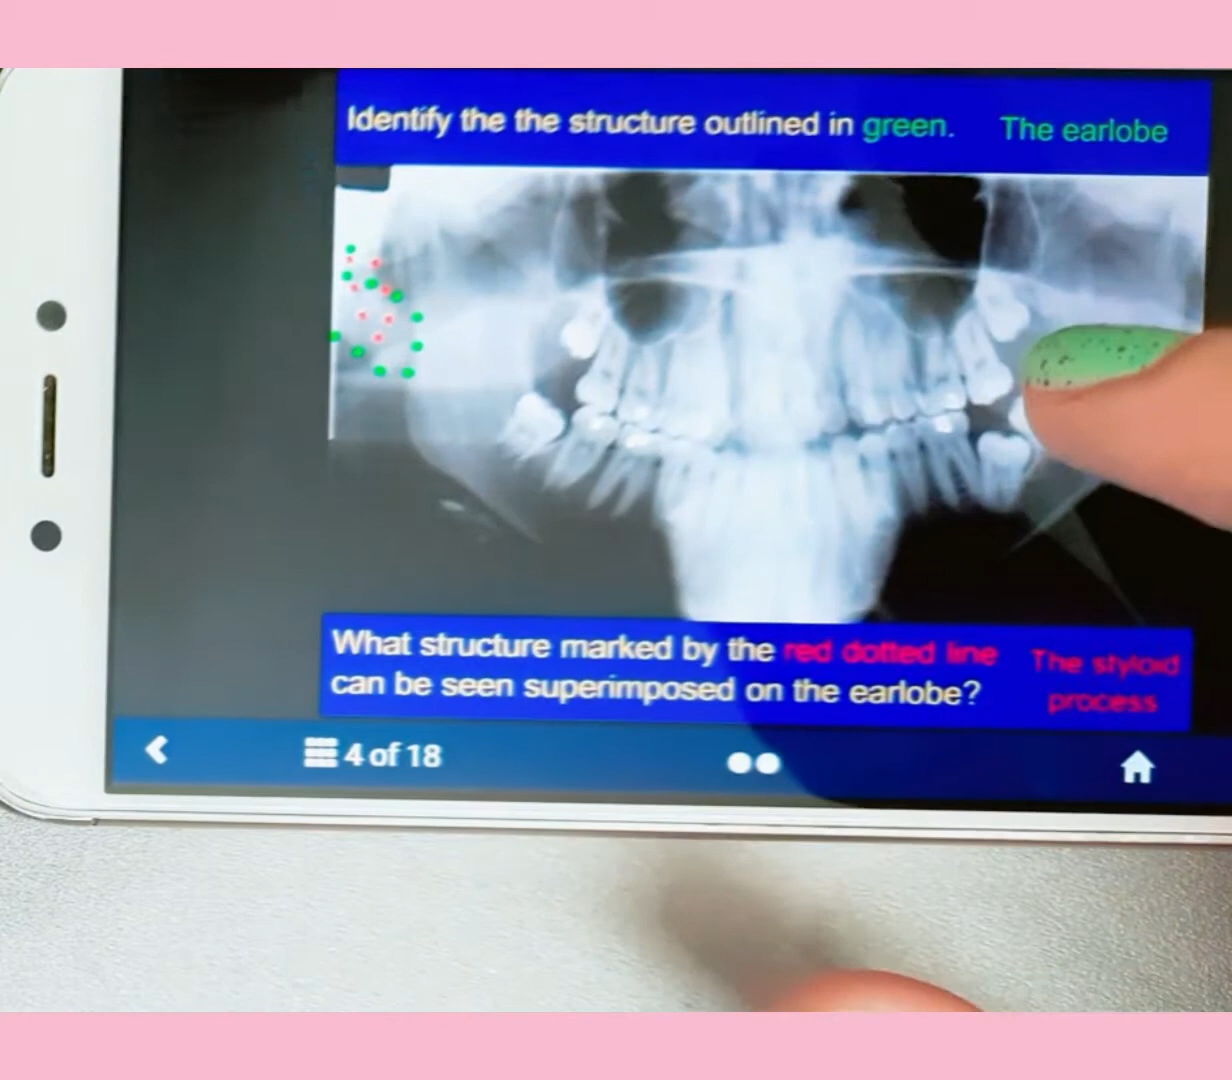 Identify the the structure outlined in green. The earlobe
What structure marked by the red dotted line
can be seen superimposed on the earlobe?
The styloid
process
4 of 18